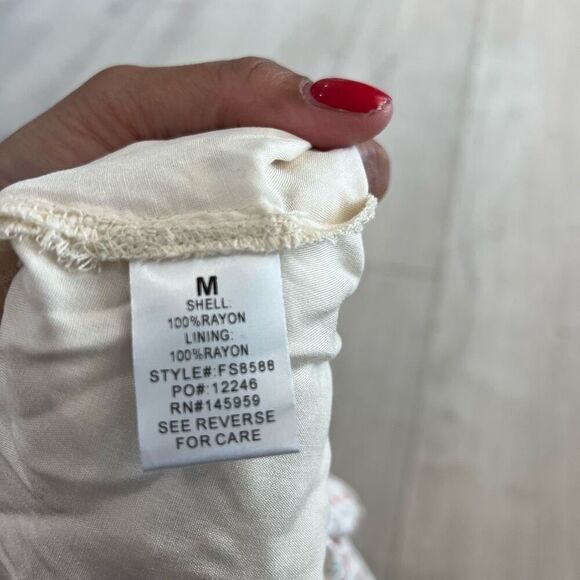 M
SHELL:
100%RAYON
LINING:
100%RAYON
STYLE#:FS8588
PO#:12246
RN#145959
SEE REVERSE
FOR CARE